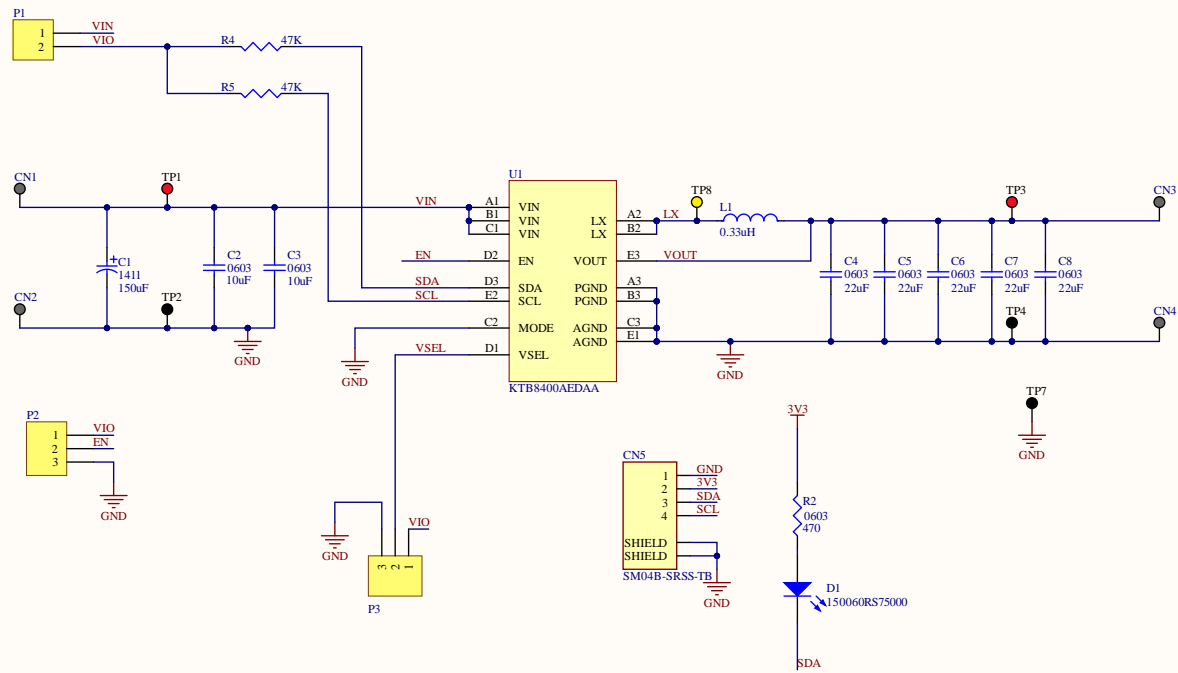 P1
1 VIN
2 VIO
R4 47K
R5 47K
CN1
TP1
VIN
C1
1411
150uF
C2
0603
10uF
C3
0603
10uF
CN2
TP2
GND
U1
A1 VIN
B1 VIN
C1 VIN
EN D2 EN
SDA D3 SDA
SCL E2 SCL
C2 MODE
VSEL D1 VSEL
GND
LX A2 LX
LX B2
VOUT E3 VOUT
PGND A3
PGND B3
AGND C3
AGND E1
KTB8400AEDAA
TP8
L1
0.33uH
TP3
CN3
C4
0603
22uF
C5
0603
22uF
C6
0603
22uF
C7
0603
22uF
C8
0603
22uF
TP4
CN4
GND
TP7
GND
P2
1 VIO
2 EN
3
GND
GND
VIO
3 2 1
P3
CN5
1 GND
2 3V3
3 SDA
4 SCL
SHIELD
SHIELD
SM04B-SRSS-TB
GND
3V3
R2
0603
470
D1
150060RS75000
SDA